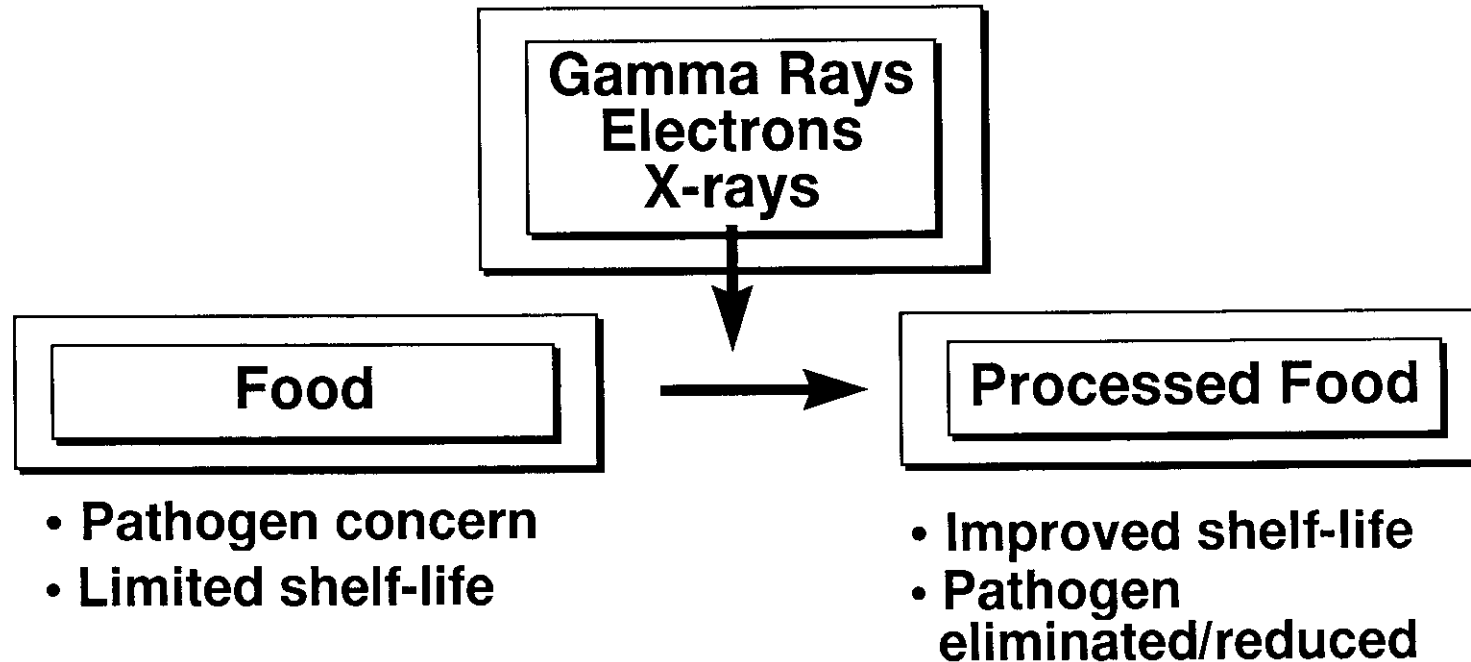 Gamma Rays
Electrons
X-rays
Food
• Pathogen concern
• Limited shelf-life
Processed Food
• Improved shelf-life
• Pathogen
eliminated/reduced